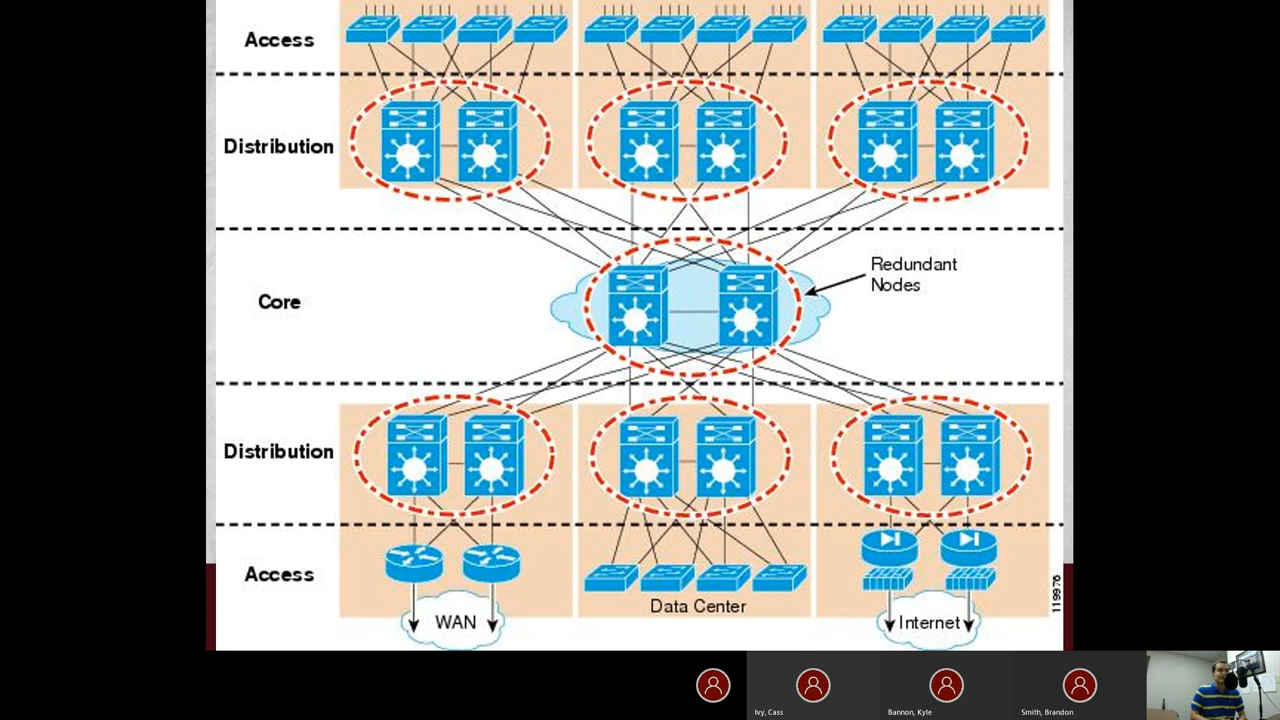 Access
Distribution
Core
Redundant
Nodes
Distribution
Access
WAN
Data Center
Internet
119976
Ivy, Cass
Bannon, Kyle
Smith, Brandon